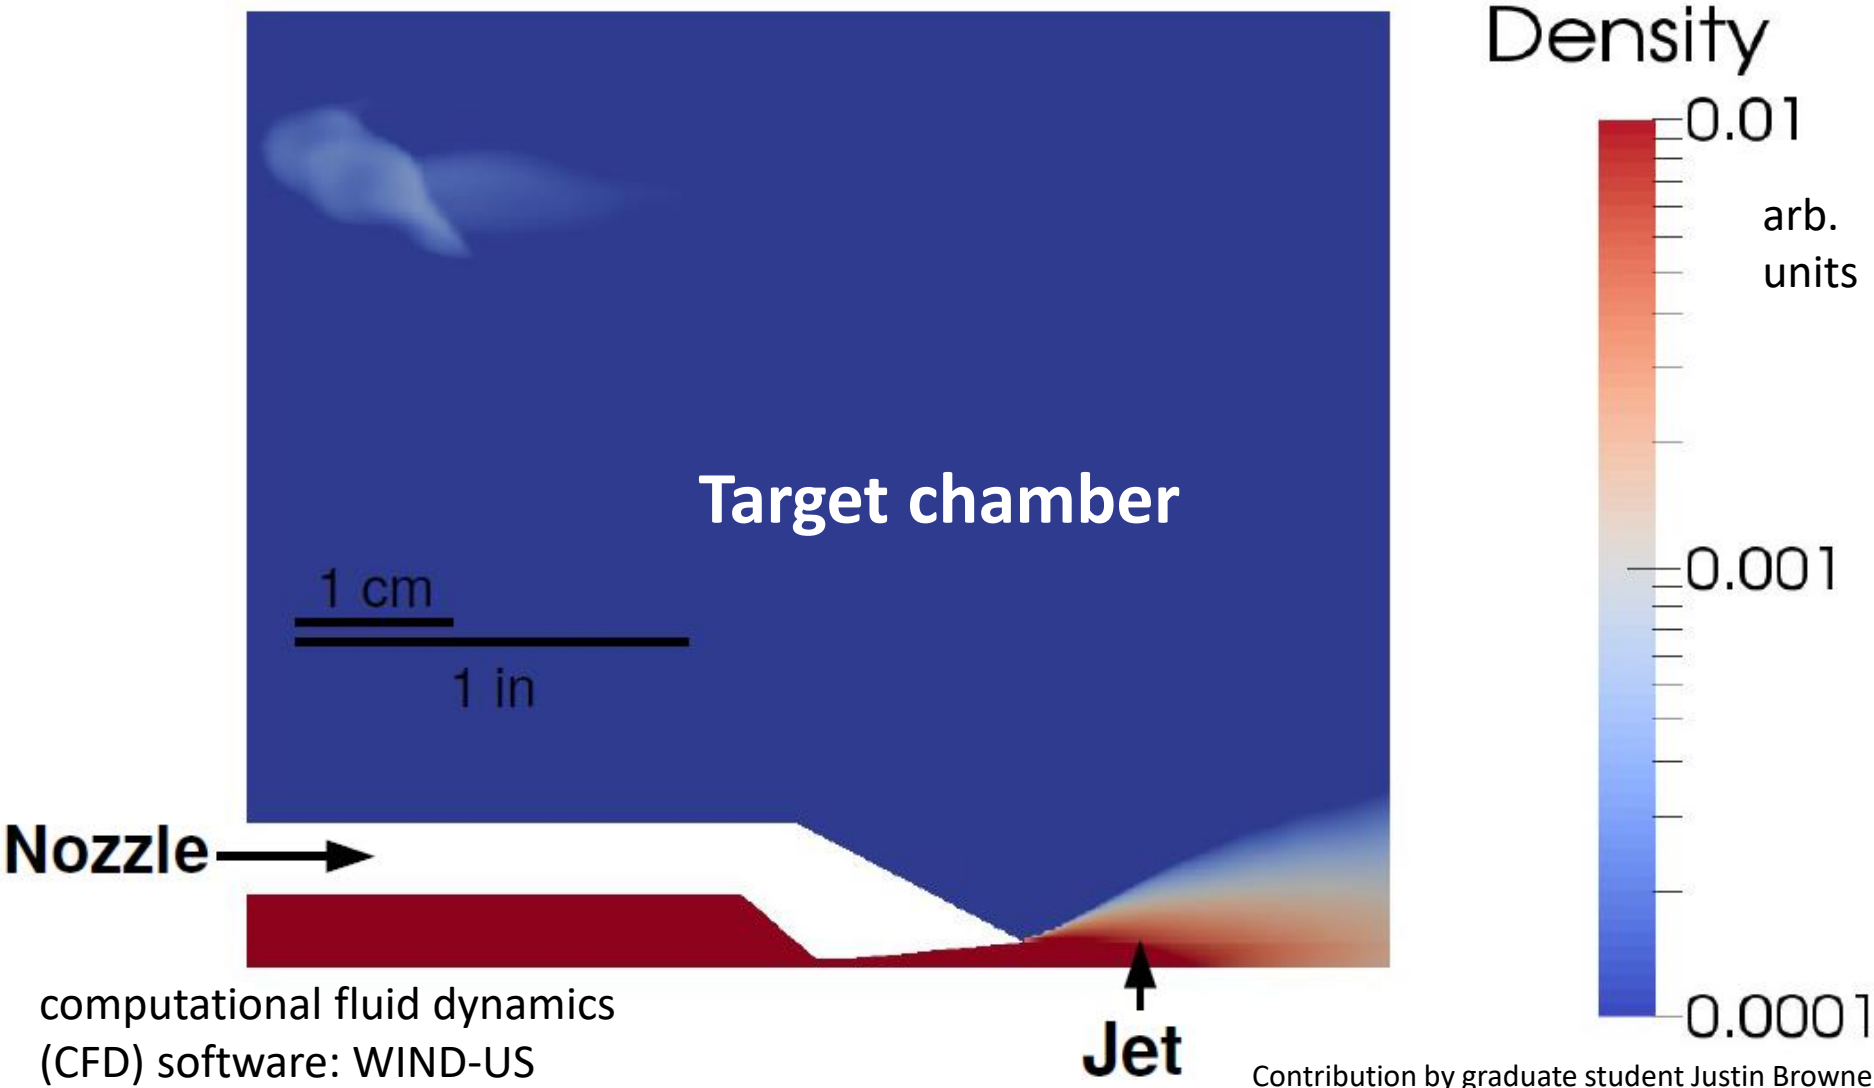 Density
0.01
arb.
units
0.001
0.0001
Target chamber
1 cm
1 in
Nozzle
Jet
computational fluid dynamics
(CFD) software: WIND-US
Contribution by graduate student Justin Browne